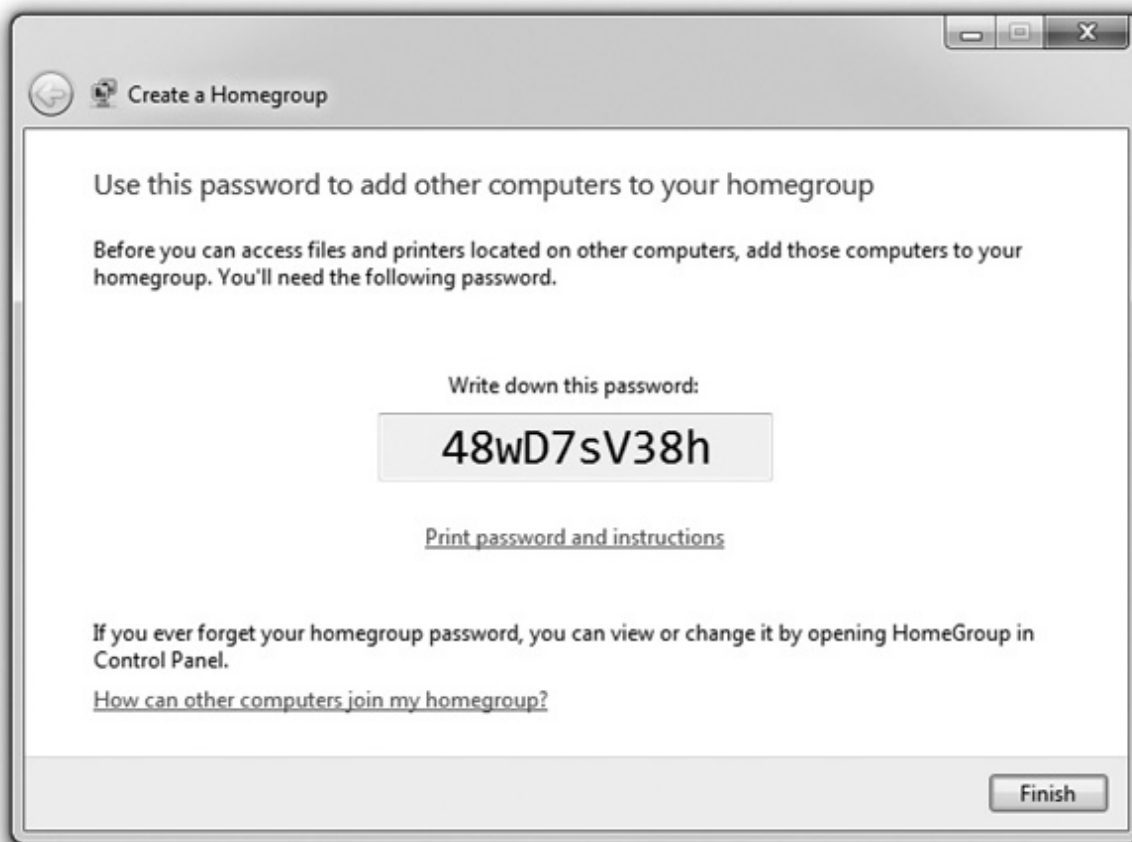 Create a Homegroup
Use this password to add other computers to your homegroup
Before you can access files and printers located on other computers, add those computers to your
homegroup. You'll need the following password.
Write down this password:
48wD7sV38h
Print password and instructions
If you ever forget your homegroup password, you can view or change it by opening HomeGroup in
Control Panel.
How can other computers join my homegroup?
Finish